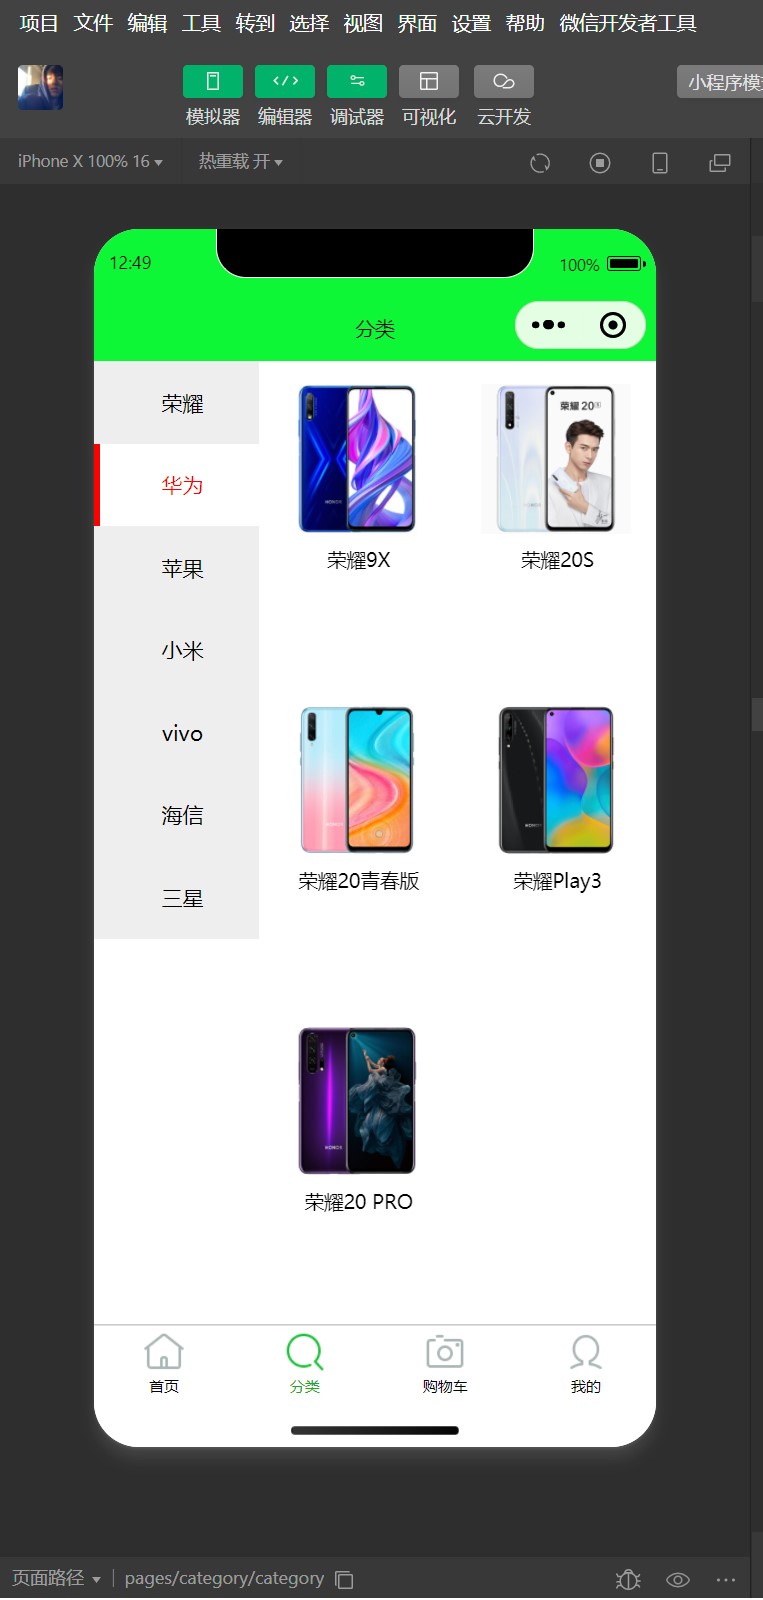 项目 文件 编辑 工具 转到 选择 视图 界面 设置 帮助 微信开发者工具
模拟器 编辑器 调试器 可视化 云开发
小程序模
iPhone X 100% 16 热重载 开
12:49 100%
分类
荣耀
华为
苹果
小米
vivo
海信
三星
荣耀 20S
HONOR
荣耀9X 荣耀20S
HONOR HONOR
荣耀20青春版 荣耀Play3
HONOR
荣耀20 PRO
首页 分类 购物车 我的
页面路径 pages/category/category